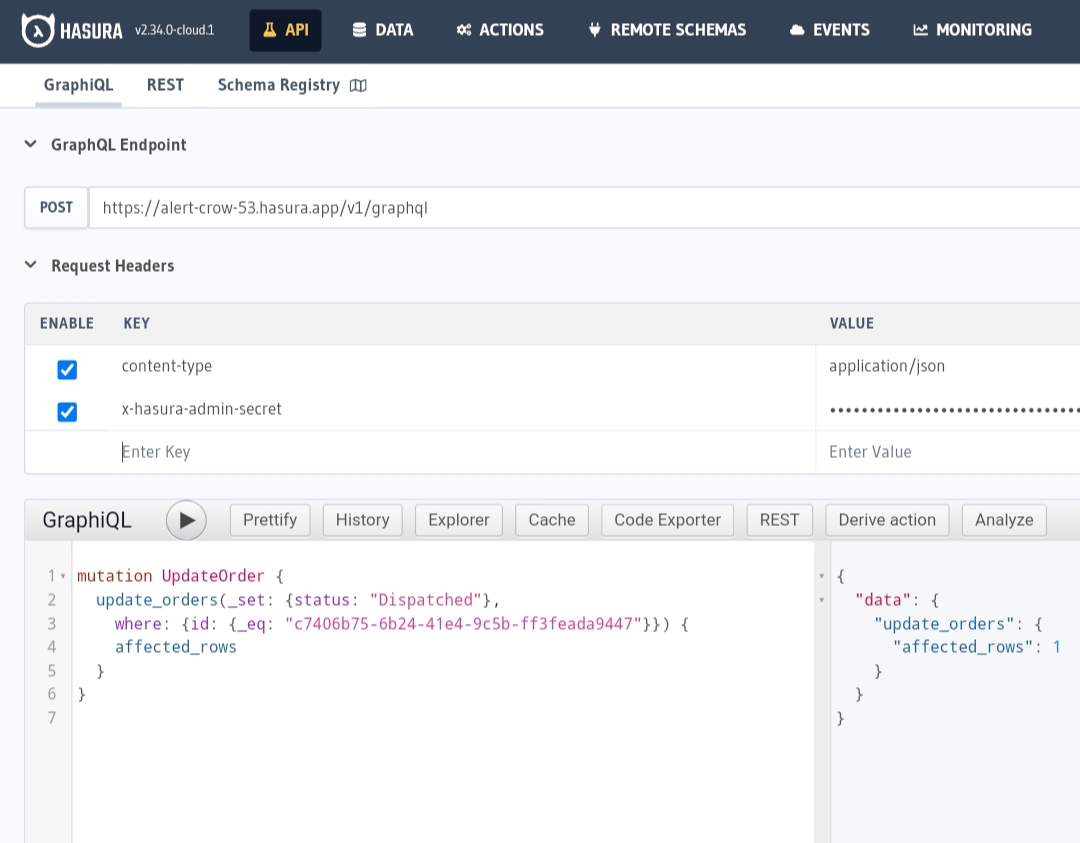 HASURA v2.34.0-cloud.1 API DATA ACTIONS REMOTE SCHEMAS EVENTS MONITORING
GraphiQL REST Schema Registry
GraphQL Endpoint
POST https://alert-crow-53.hasura.app/v1/graphql
Request Headers
ENABLE KEY VALUE
content-type application/json
x-hasura-admin-secret ••••••••••••••••••••••••••••••••
Enter Key Enter Value
GraphiQL Prettify History Explorer Cache Code Exporter REST Derive action Analyze
1 mutation UpdateOrder {
2 update_orders(_set: {status: "Dispatched"},
3 where: {id: {_eq: "c7406b75-6b24-41e4-9c5b-ff3feada9447"}}) {
4 affected_rows
5 }
6 }
7
{
"data": {
"update_orders": {
"affected_rows": 1
}
}
}